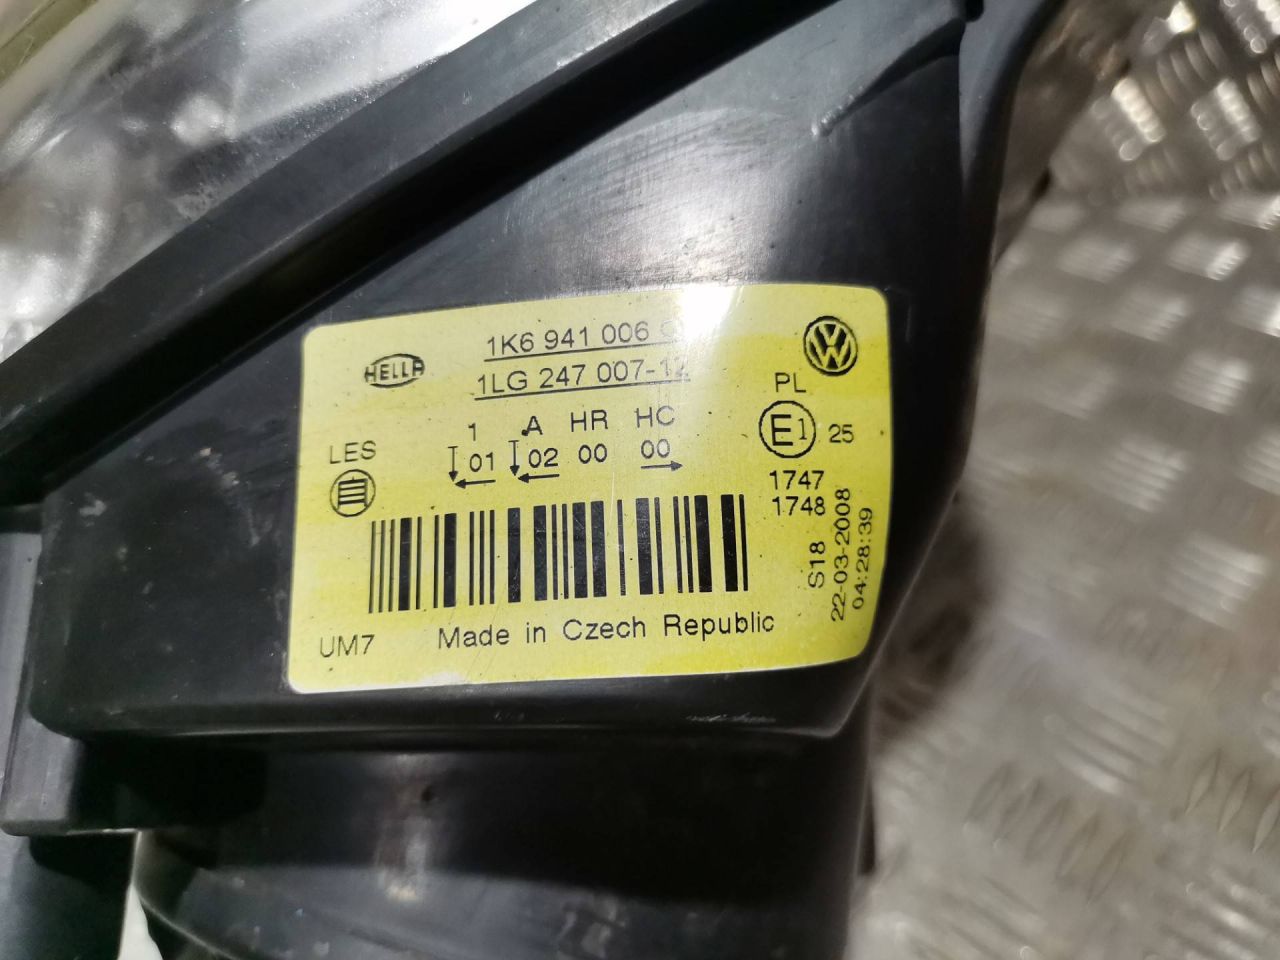 HELLA
1K6 941 006
1LG 247 007-12
PL
1 A HR HC
LES
01 02 00 00
E1 25
1747
1748
S18
22-03-2008
04:28:39
UM7 Made in Czech Republic